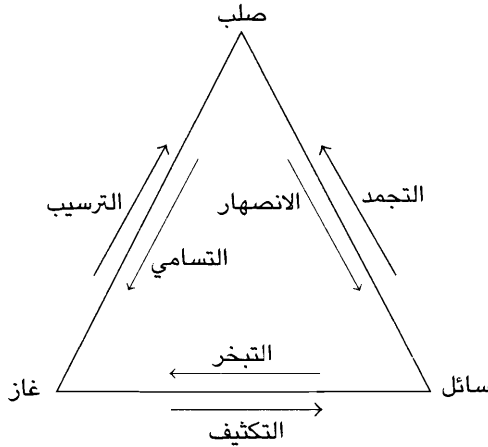 صلب
الترسيب
التسامي
الانصهار
التجمد
التبخر
غاز
سائل
التكثيف